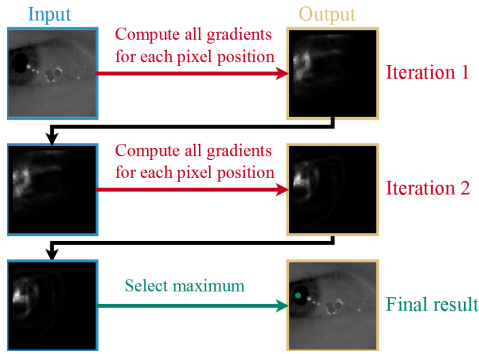 Input
Output
Compute all gradients
for each pixel position
Iteration 1
Compute all gradients
for each pixel position
Iteration 2
Select maximum
Final result